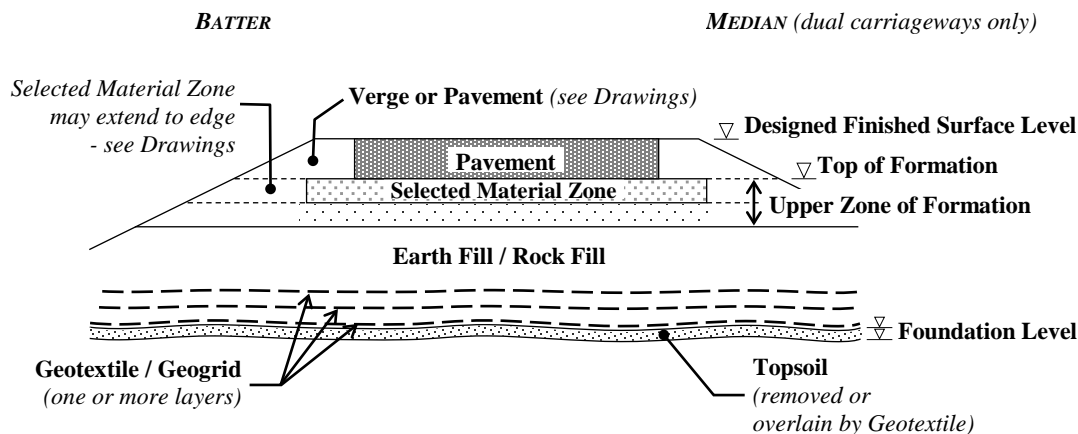 BATTER
MEDIAN (dual carriageways only)
Selected Material Zone
may extend to edge
- see Drawings
Verge or Pavement (see Drawings)
Designed Finished Surface Level
Pavement
Top of Formation
Selected Material Zone
Upper Zone of Formation
Earth Fill / Rock Fill
Foundation Level
Geotextile / Geogrid
(one or more layers)
Topsoil
(removed or
overlain by Geotextile)